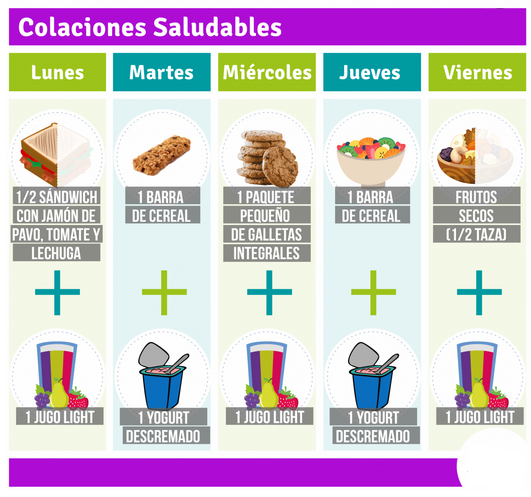 Colaciones Saludables
Lunes
Martes
Miércoles
Jueves
Viernes
1/2 SÁNDWICH
CON JAMÓN DE
PAVO, TOMATE Y
LECHUGA
1 BARRA
DE CEREAL
1 PAQUETE
PEQUEÑO
DE GALLETAS
INTEGRALES
1 BARRA
DE CEREAL
FRUTOS
SECOS
(1/2 TAZA)
+
+
+
+
+
1 JUGO LIGHT
1 YOGURT
DESCREMADO
1 JUGO LIGHT
1 YOGURT
DESCREMADO
1 JUGO LIGHT